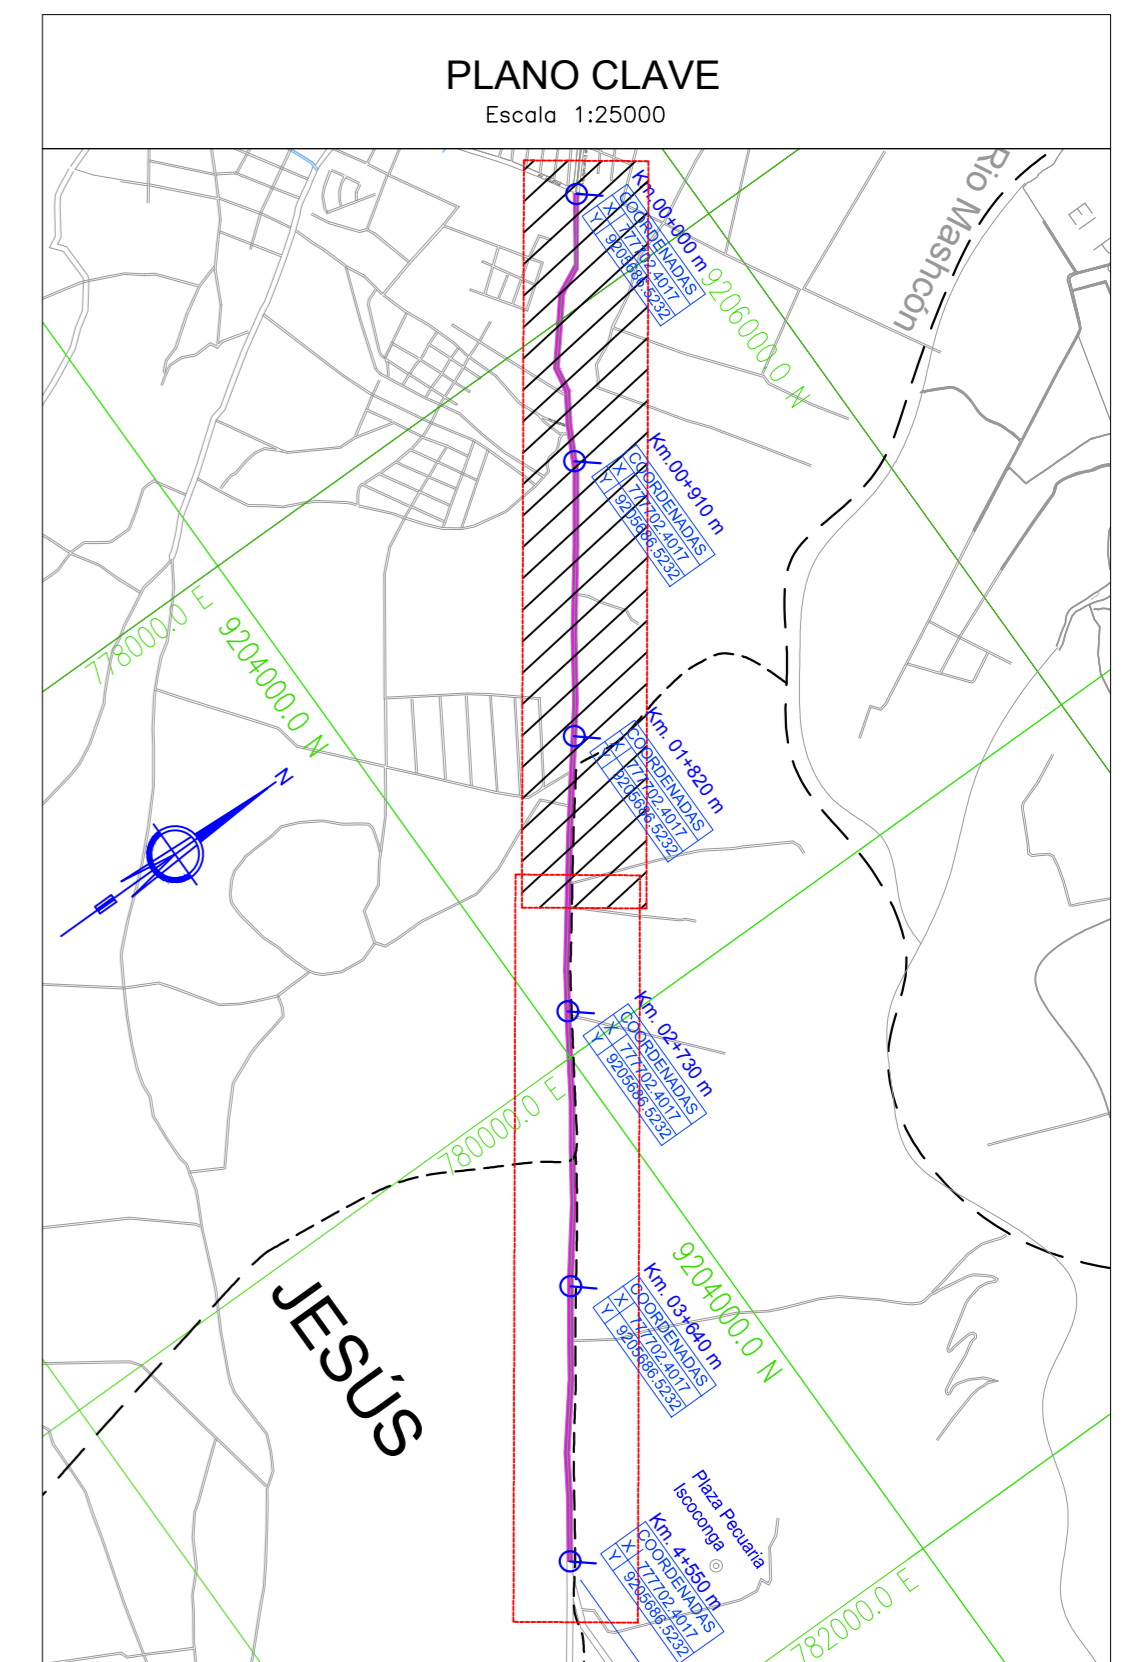 PLANO CLAVE
Escala 1:25000
Río Mashcón
El
Km. 00+000 m
COORDENADAS
X 777702.4017
Y 9205686.5232
9206000.0 N
Km.00+910 m
COORDENADAS
X 777702.4017
Y 9205686.5232
778000.0 E
9204000.0 N
Km. 01+820 m
COORDENADAS
X 777702.4017
Y 9205686.5232
N
Km. 02+730 m
COORDENADAS
X 777702.4017
Y 9205686.5232
780000.0 E
JESÚS
9204000.0 N
Km. 03+640 m
COORDENADAS
X 777702.4017
Y 9205686.5232
Plaza Pecuaria
Iscoconga
Km. 4+550 m
COORDENADAS
X 777702.4017
Y 9205686.5232
782000.0 E